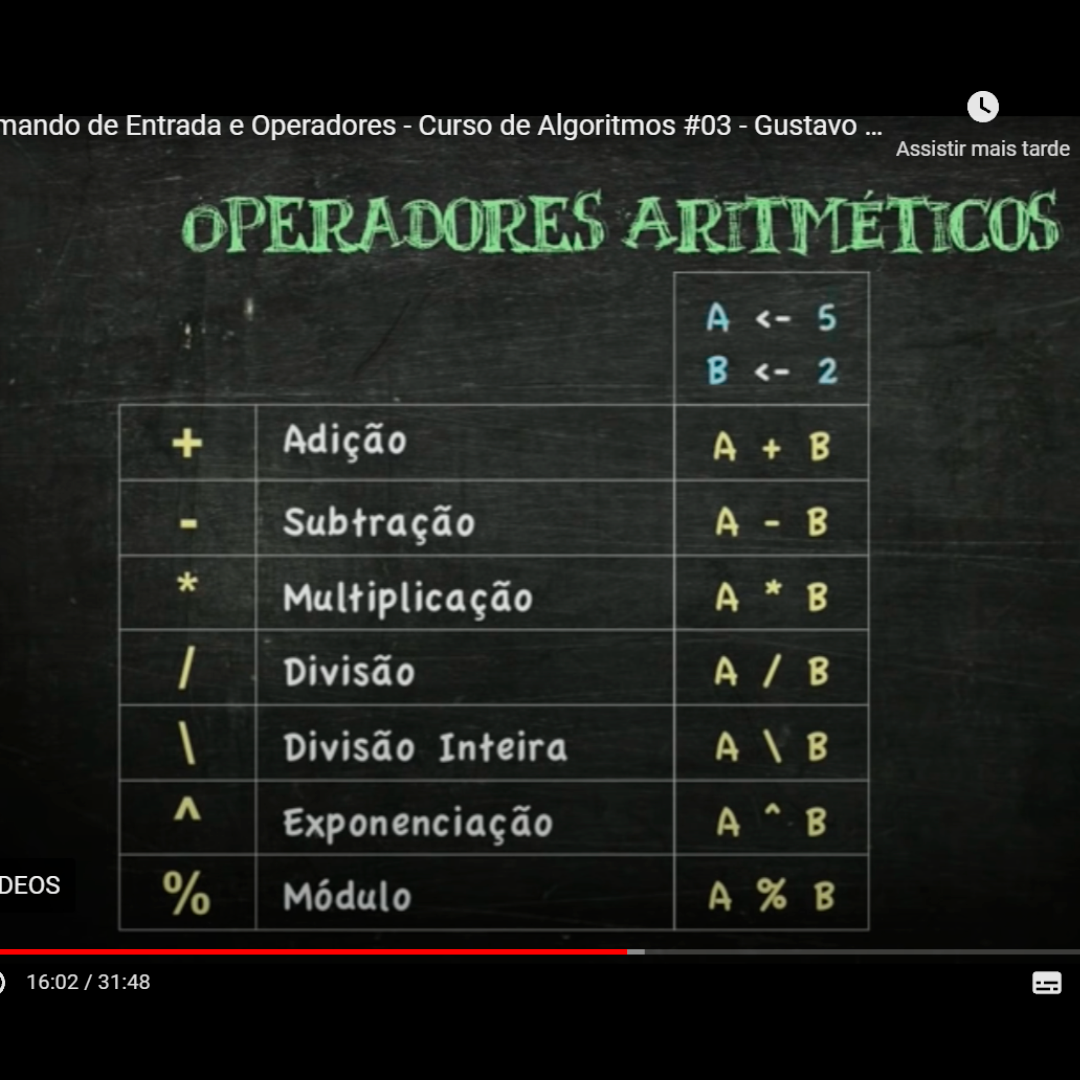 mando de Entrada e Operadores - Curso de Algoritmos #03 - Gustavo ...
Assistir mais tarde
OPERADORES ARITMÉTICOS
A <- 5
B <- 2
+ Adição A + B
- Subtração A - B
* Multiplicação A * B
/ Divisão A / B
\ Divisão Inteira A \ B
^ Exponenciação A ^ B
% Módulo A % B
DEOS
16:02 / 31:48